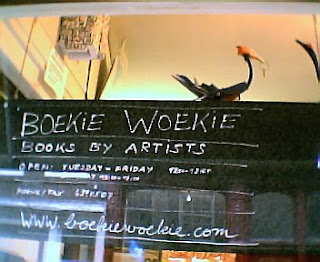 BOEKIE WOEKIE
BOOKS BY ARTISTS
OPEN: TUESDAY - FRIDAY
www.boekiewoekie.com